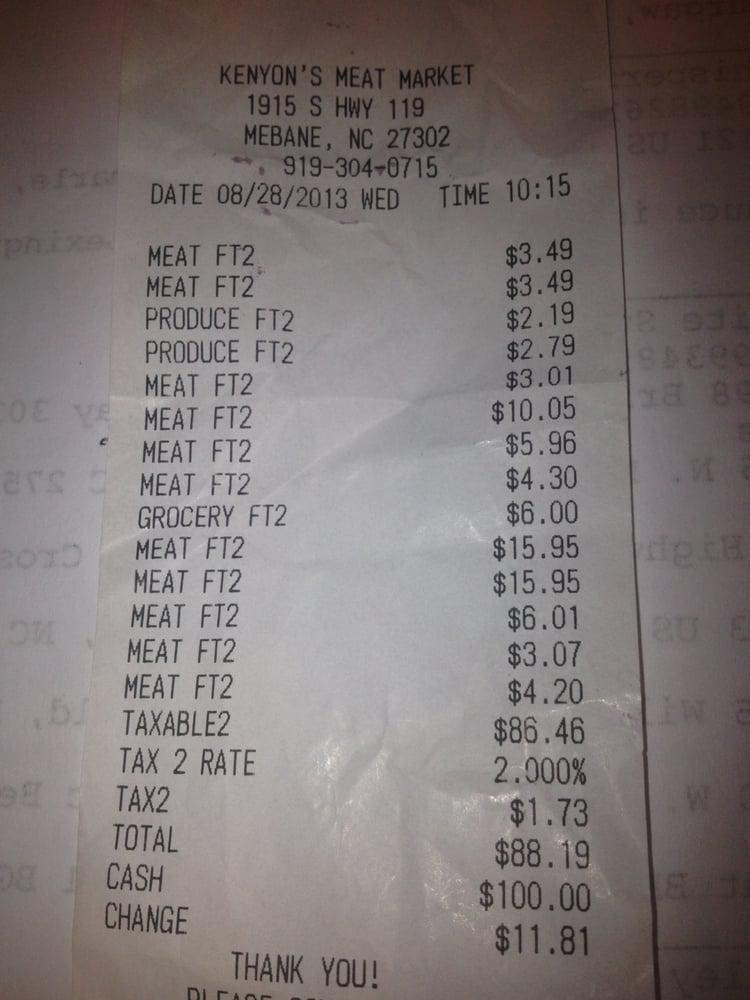 KENYON'S MEAT MARKET
1915 S HWY 119
MEBANE, NC 27302
919-304-0715
DATE 08/28/2013 WED TIME 10:15
MEAT FT2 $3.49
MEAT FT2 $3.49
PRODUCE FT2 $2.19
PRODUCE FT2 $2.79
MEAT FT2 $3.01
MEAT FT2 $10.05
MEAT FT2 $5.96
MEAT FT2 $4.30
GROCERY FT2 $6.00
MEAT FT2 $15.95
MEAT FT2 $15.95
MEAT FT2 $6.01
MEAT FT2 $3.07
MEAT FT2 $4.20
TAXABLE2 $86.46
TAX 2 RATE 2.000%
TAX2 $1.73
TOTAL $88.19
CASH $100.00
CHANGE $11.81
THANK YOU!
PLEASE